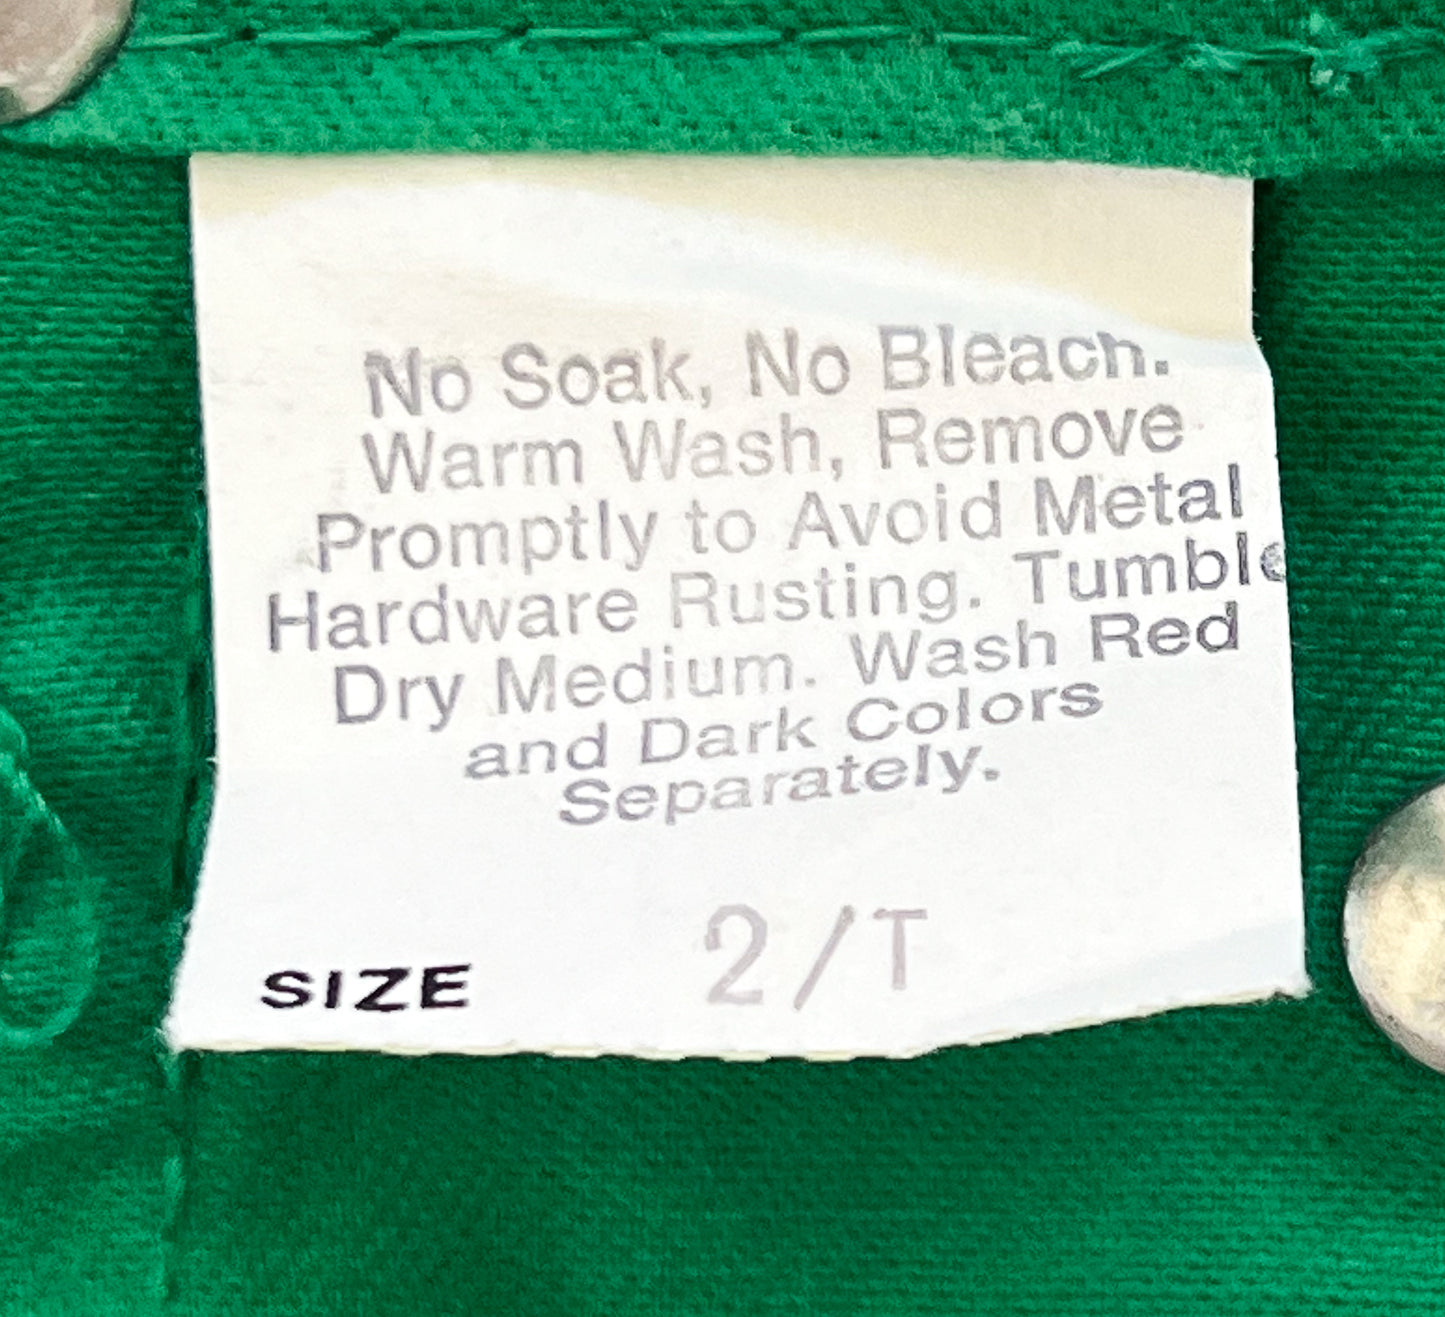 No Soak, No Bleach.
Warm Wash, Remove
Promptly to Avoid Metal
Hardware Rusting. Tumble
Dry Medium. Wash Red
and Dark Colors
Separately.
SIZE 2/T